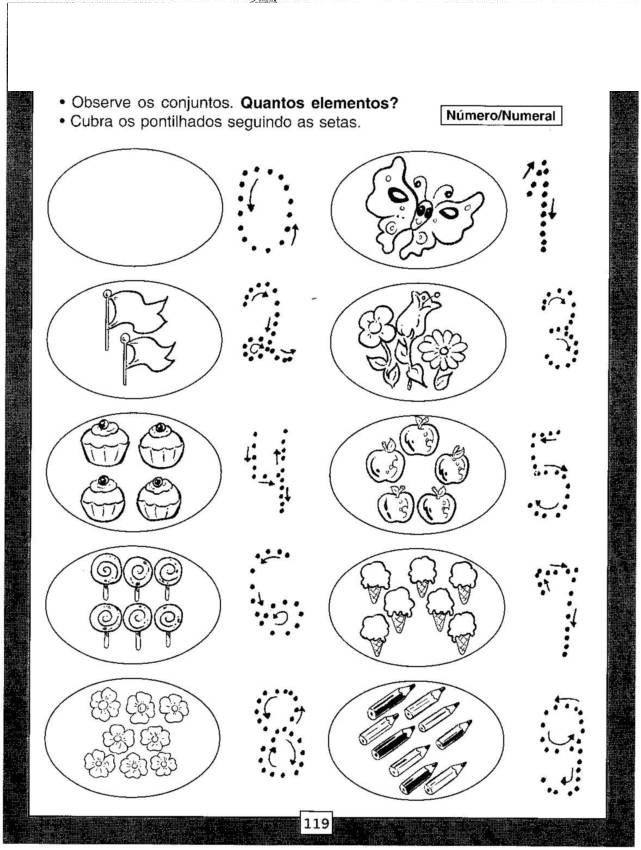 • Observe os conjuntos. Quantos elementos?
• Cubra os pontilhados seguindo as setas.
Número/Numeral
0 1
2 3
4 5
6 7
8 9
119